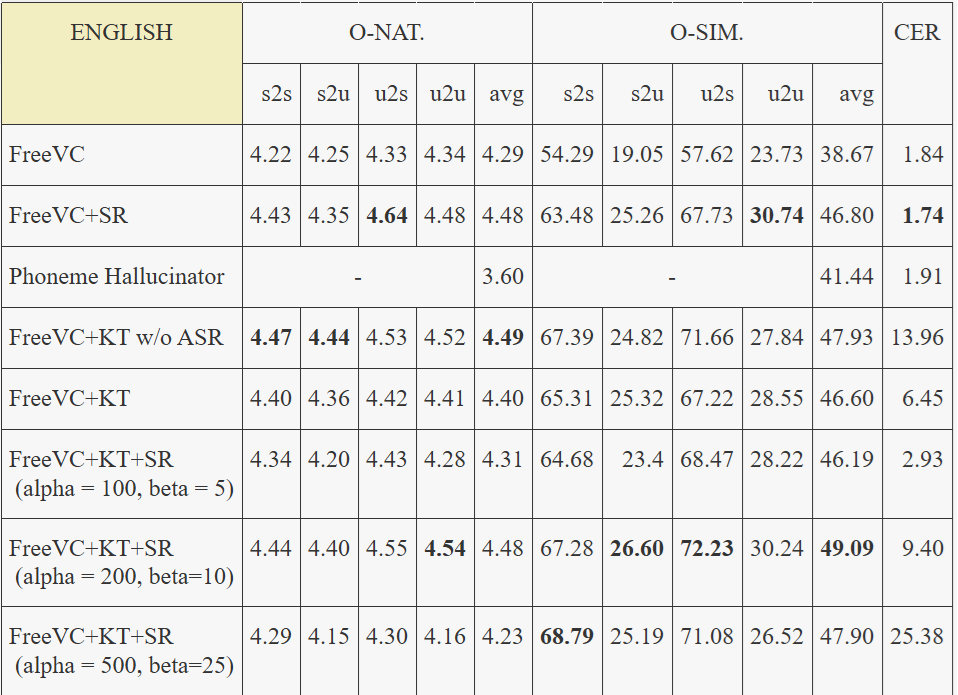 ENGLISH O-NAT. O-SIM. CER
s2s s2u u2s u2u avg s2s s2u u2s u2u avg
FreeVC 4.22 4.25 4.33 4.34 4.29 54.29 19.05 57.62 23.73 38.67 1.84
FreeVC+SR 4.43 4.35 4.64 4.48 4.48 63.48 25.26 67.73 30.74 46.80 1.74
Phoneme Hallucinator - 3.60 - 41.44 1.91
FreeVC+KT w/o ASR 4.47 4.44 4.53 4.52 4.49 67.39 24.82 71.66 27.84 47.93 13.96
FreeVC+KT 4.40 4.36 4.42 4.41 4.40 65.31 25.32 67.22 28.55 46.60 6.45
FreeVC+KT+SR 4.34 4.20 4.43 4.28 4.31 64.68 23.4 68.47 28.22 46.19 2.93
(alpha = 100, beta = 5)
FreeVC+KT+SR 4.44 4.40 4.55 4.54 4.48 67.28 26.60 72.23 30.24 49.09 9.40
(alpha = 200, beta=10)
FreeVC+KT+SR 4.29 4.15 4.30 4.16 4.23 68.79 25.19 71.08 26.52 47.90 25.38
(alpha = 500, beta=25)